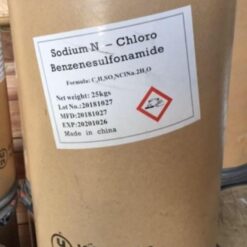 Sodium N – Chloro
Benzenesulfonamide
Formula: C₆H₅SO₂NClNa.2H₂O
Net weight: 25kgs
Lot No.:20181027
MFD:20181027
EXP:20201026
Made in china